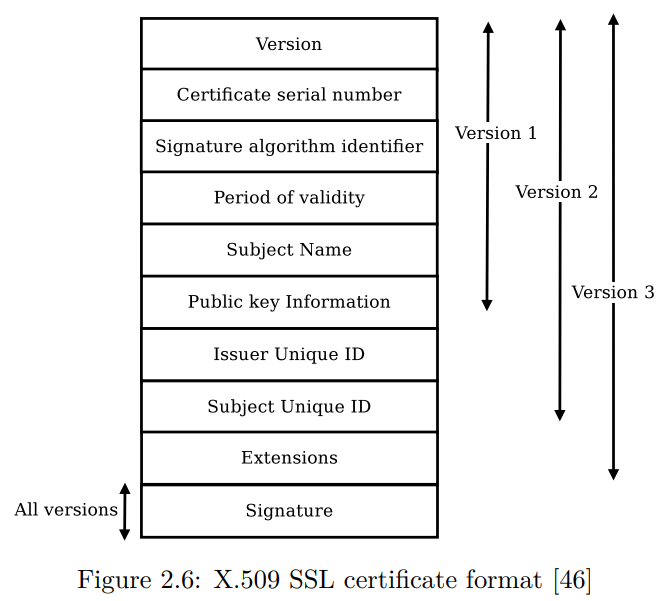 Version
Certificate serial number
Signature algorithm identifier
Version 1
Period of validity
Version 2
Subject Name
Public key Information
Version 3
Issuer Unique ID
Subject Unique ID
Extensions
All versions
Signature
Figure 2.6: X.509 SSL certificate format [46]